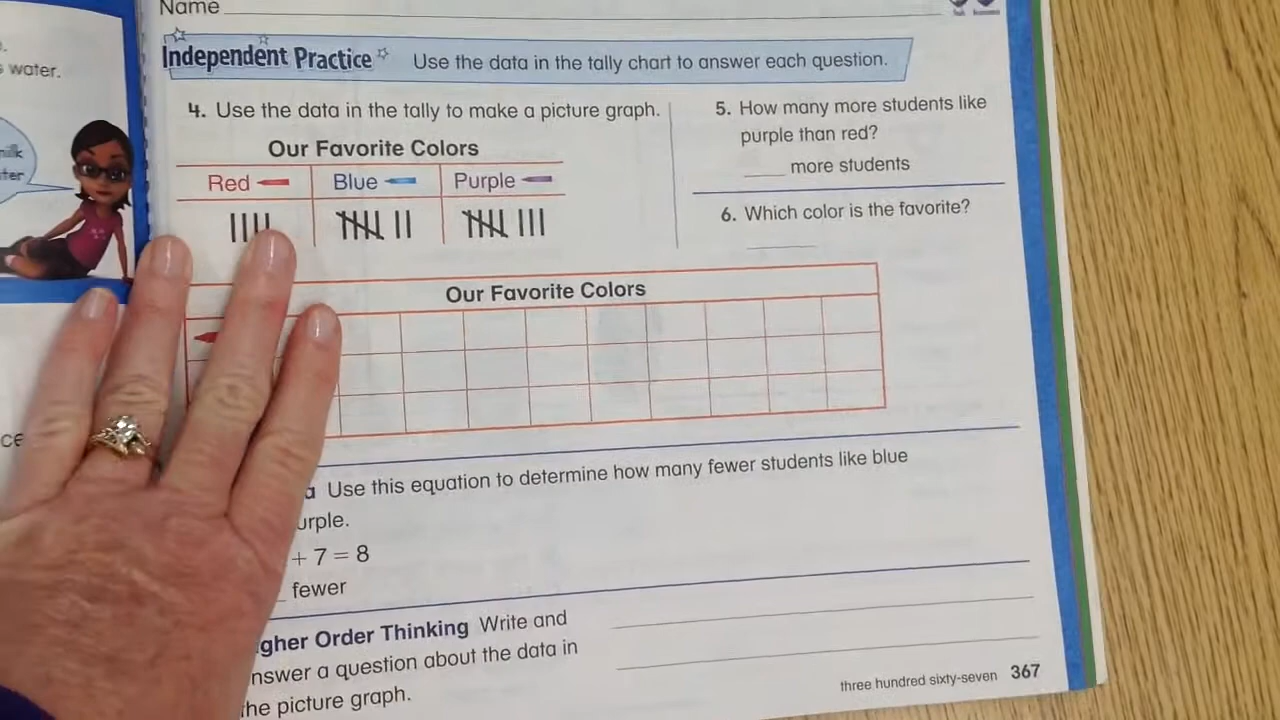 Name
Independent Practice Use the data in the tally chart to answer each question.
water.
4. Use the data in the tally to make a picture graph.
Our Favorite Colors
Red Blue Purple
5. How many more students like
purple than red?
more students
6. Which color is the favorite?
Our Favorite Colors
Use this equation to determine how many fewer students like blue
+ 7 = 8
fewer
Order Thinking Write and
a question about the data in
picture graph.
three hundred sixty-seven 367